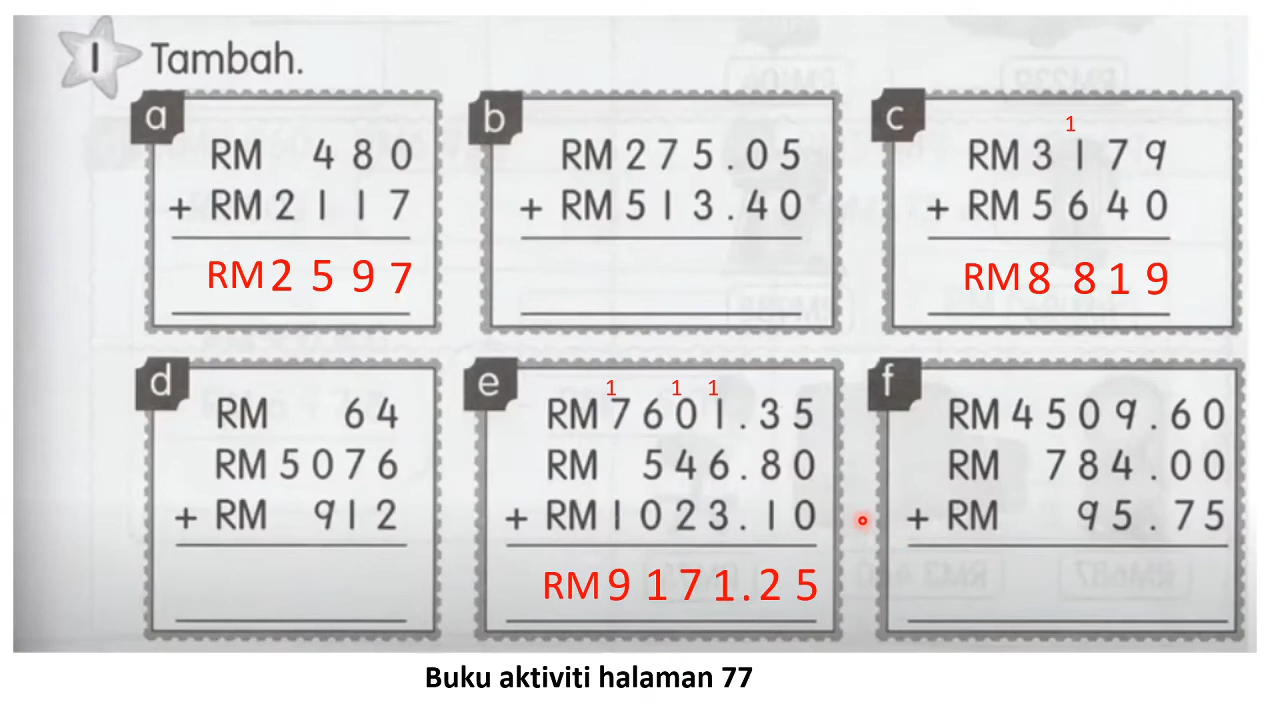 1 Tambah.
a
RM 480
+ RM2117
RM2597
b
RM275.05
+ RM513.40
c
1
RM3179
+ RM5640
RM8819
d
RM 64
RM5076
+ RM 912
e
1 1 1
RM7601.35
RM 546.80
+ RM1023.10
RM9171.25
f
RM4509.60
RM 784.00
+ RM 95.75
Buku aktiviti halaman 77